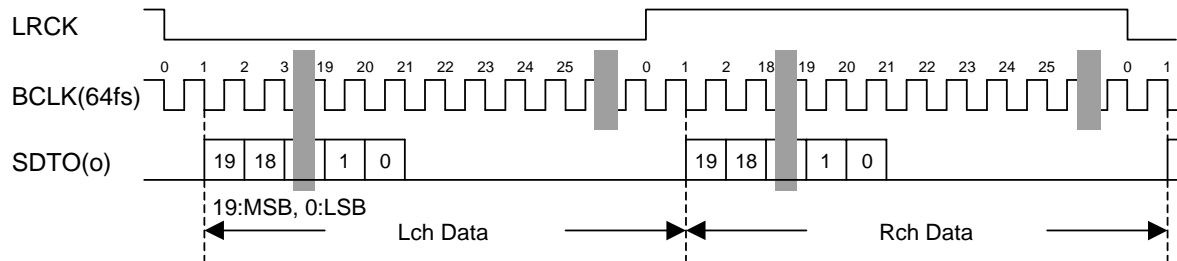 LRCK
0 1 2 3 19 20 21 22 23 24 25 0 1 2 18 19 20 21 22 23 24 25 0 1
BCLK(64fs)
SDTO(o) 19 18 1 0 19 18 1 0
19:MSB, 0:LSB
Lch Data Rch Data